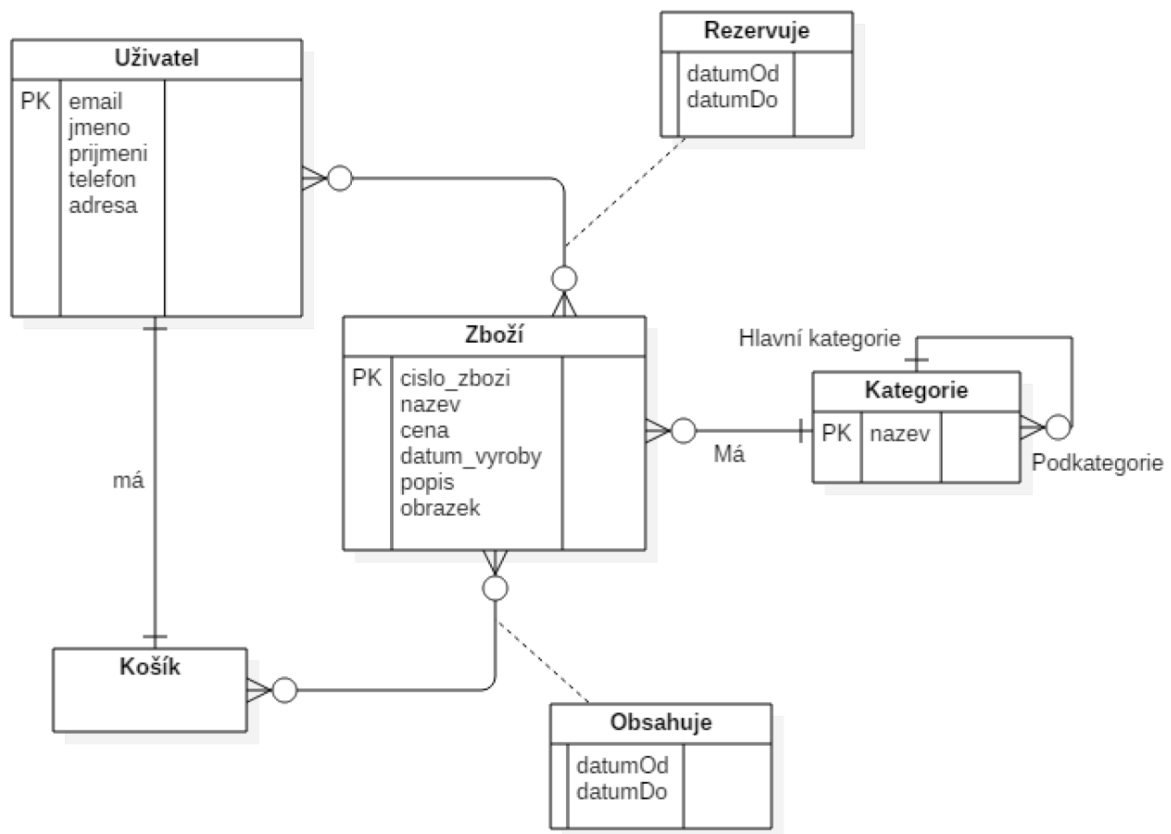 Uživatel
PK email
jmeno
prijmeni
telefon
adresa
Rezervuje
datumOd
datumDo
Zboží
PK cislo_zbozi
nazev
cena
datum_vyroby
popis
obrazek
Hlavní kategorie
Kategorie
PK nazev
Podkategorie
Má
má
Košík
Obsahuje
datumOd
datumDo